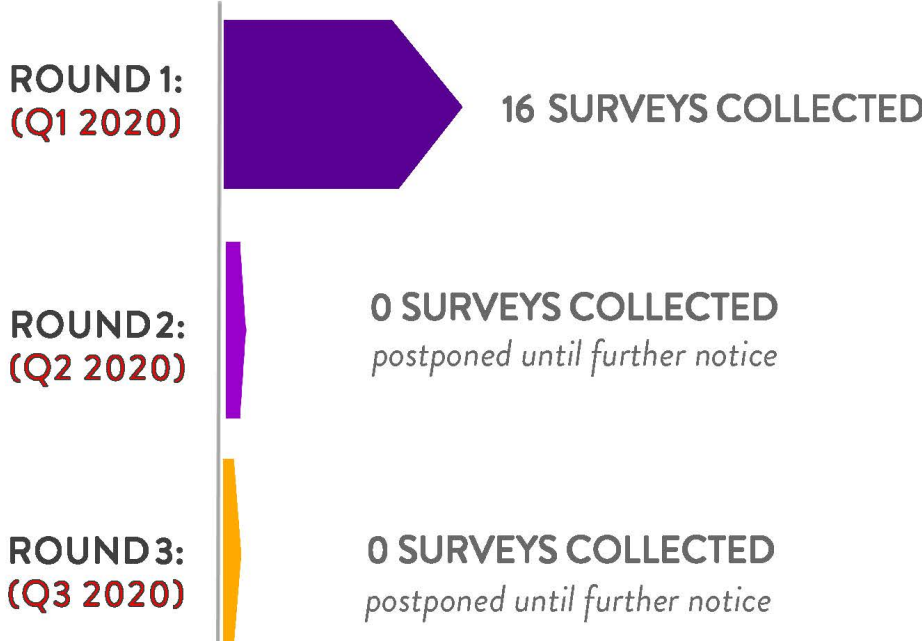 ROUND 1:
(Q1 2020)
16 SURVEYS COLLECTED
ROUND 2:
(Q2 2020)
0 SURVEYS COLLECTED
postponed until further notice
ROUND 3:
(Q3 2020)
0 SURVEYS COLLECTED
postponed until further notice